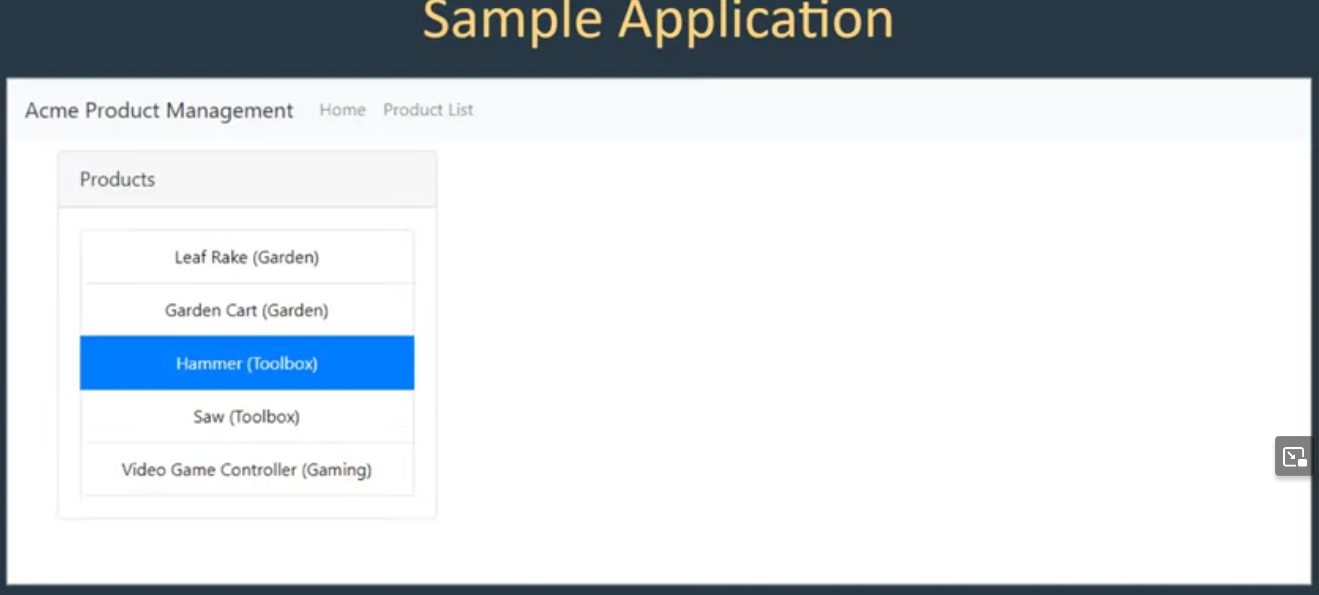 Sample Application
Acme Product Management Home Product List
Products
Leaf Rake (Garden)
Garden Cart (Garden)
Hammer (Toolbox)
Saw (Toolbox)
Video Game Controller (Gaming)